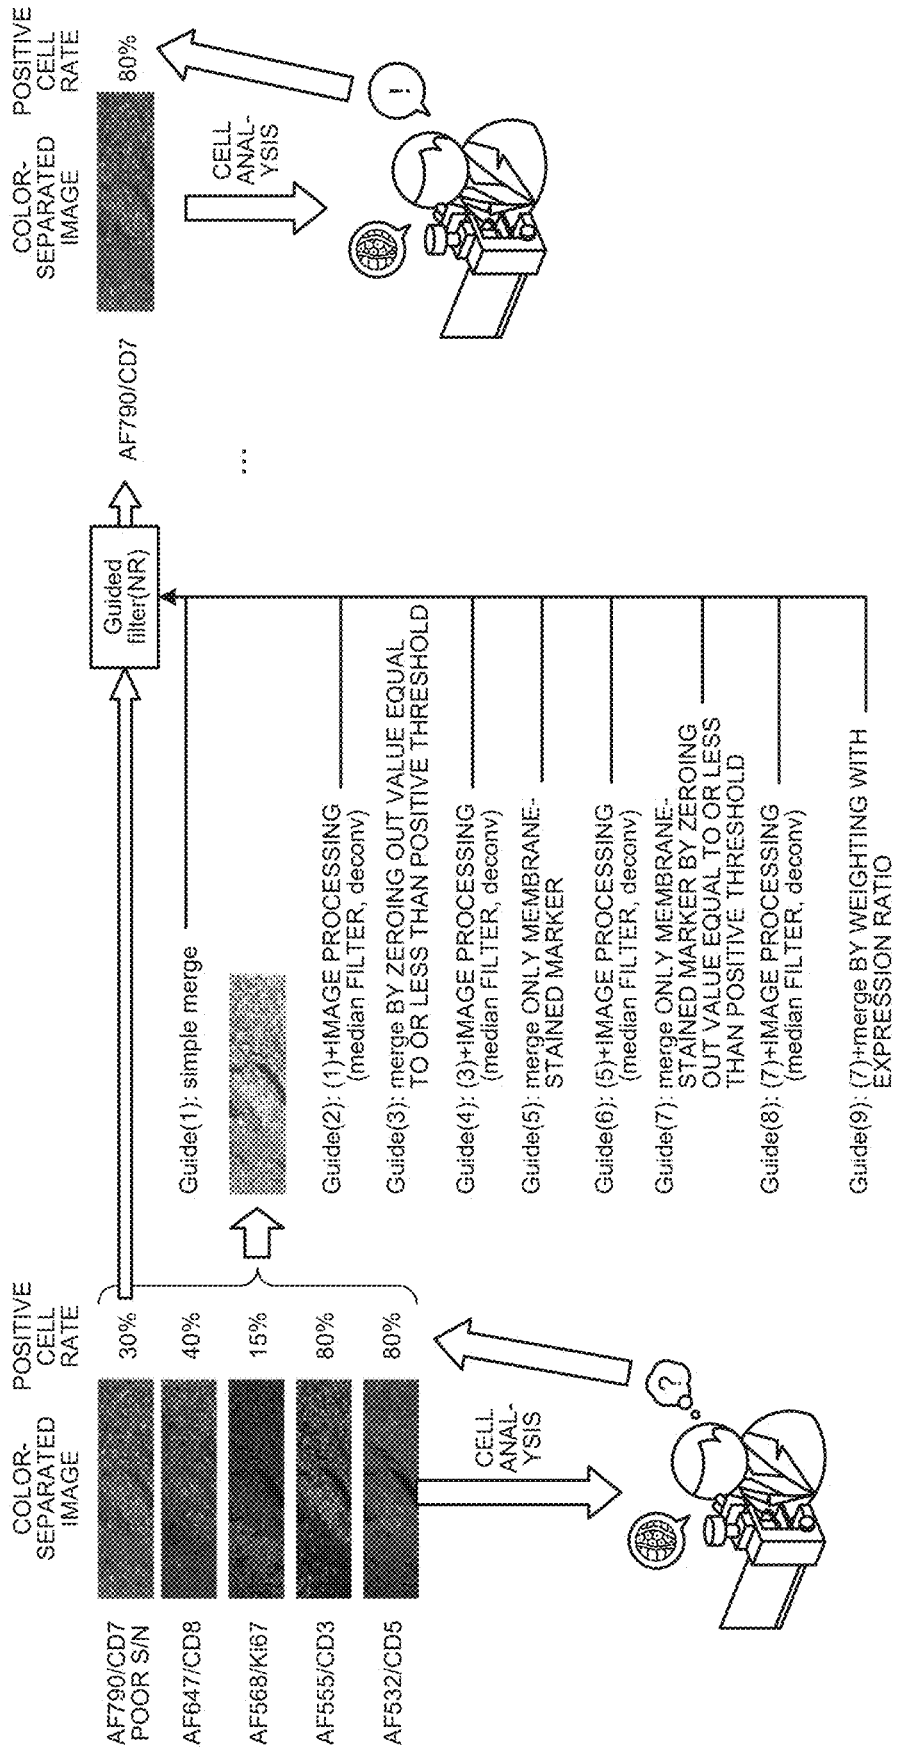 COLOR-
SEPARATED
IMAGE
POSITIVE
CELL
RATE
AF790/CD7
POOR S/N
30%
AF647/CD8
40%
AF568/Ki67
15%
AF555/CD3
80%
AF532/CD5
80%
CELL
ANAL-
YSIS
?
Guide(1): simple merge
Guide(2): (1)+IMAGE PROCESSING
(median FILTER, deconv)
Guide(3): merge BY ZEROING OUT VALUE EQUAL
TO OR LESS THAN POSITIVE THRESHOLD
Guide(4): (3)+IMAGE PROCESSING
(median FILTER, deconv)
Guide(5): merge ONLY MEMBRANE-
STAINED MARKER
Guide(6): (5)+IMAGE PROCESSING
(median FILTER, deconv)
Guide(7): merge ONLY MEMBRANE-
STAINED MARKER BY ZEROING
OUT VALUE EQUAL TO OR LESS
THAN POSITIVE THRESHOLD
Guide(8): (7)+IMAGE PROCESSING
(median FILTER, deconv)
Guide(9): (7)+merge BY WEIGHTING WITH
EXPRESSION RATIO
Guided
filter(NR)
AF790/CD7
...
COLOR-
SEPARATED
IMAGE
POSITIVE
CELL
RATE
80%
CELL
ANAL-
YSIS
!